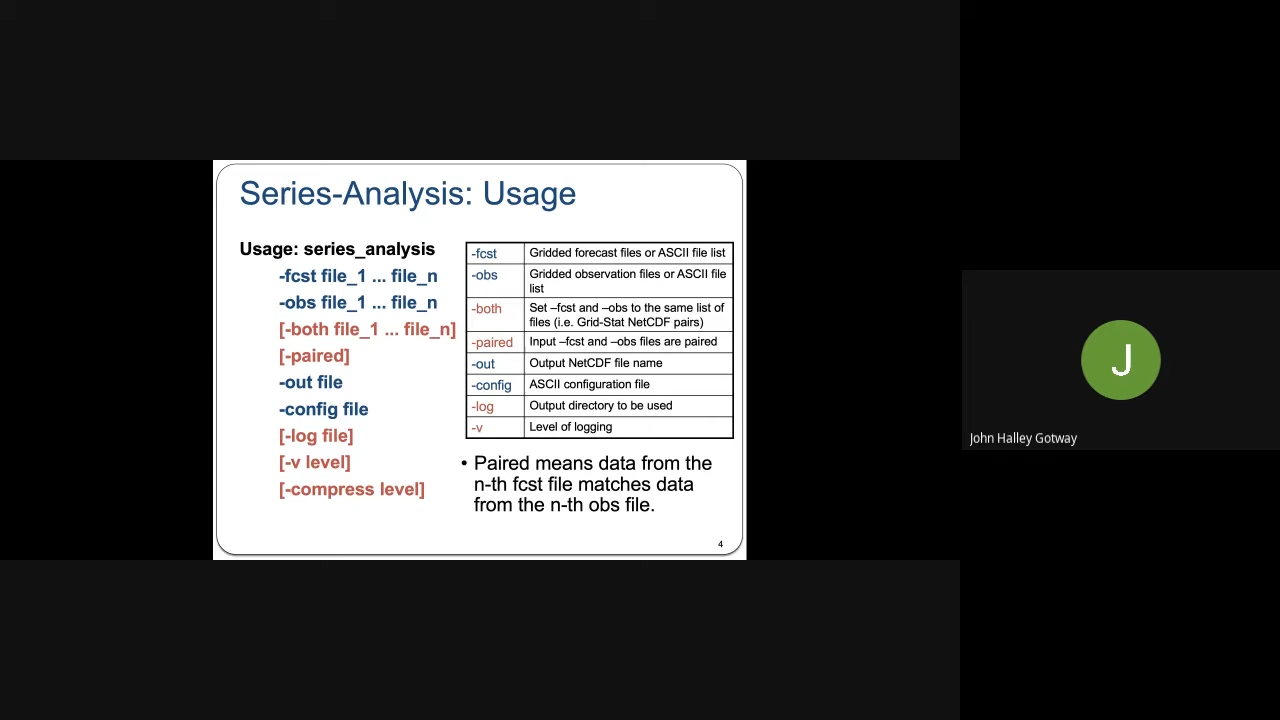 Series-Analysis: Usage
Usage: series_analysis
-fcst file_1 ... file_n
-obs file_1 ... file_n
[-both file_1 ... file_n]
[-paired]
-out file
-config file
[-log file]
[-v level]
[-compress level]
-fcst Gridded forecast files or ASCII file list
-obs Gridded observation files or ASCII file
list
-both Set –fcst and –obs to the same list of
files (i.e. Grid-Stat NetCDF pairs)
-paired Input –fcst and –obs files are paired
-out Output NetCDF file name
-config ASCII configuration file
-log Output directory to be used
-v Level of logging
• Paired means data from the
n-th fcst file matches data
from the n-th obs file.
4
J
John Halley Gotway